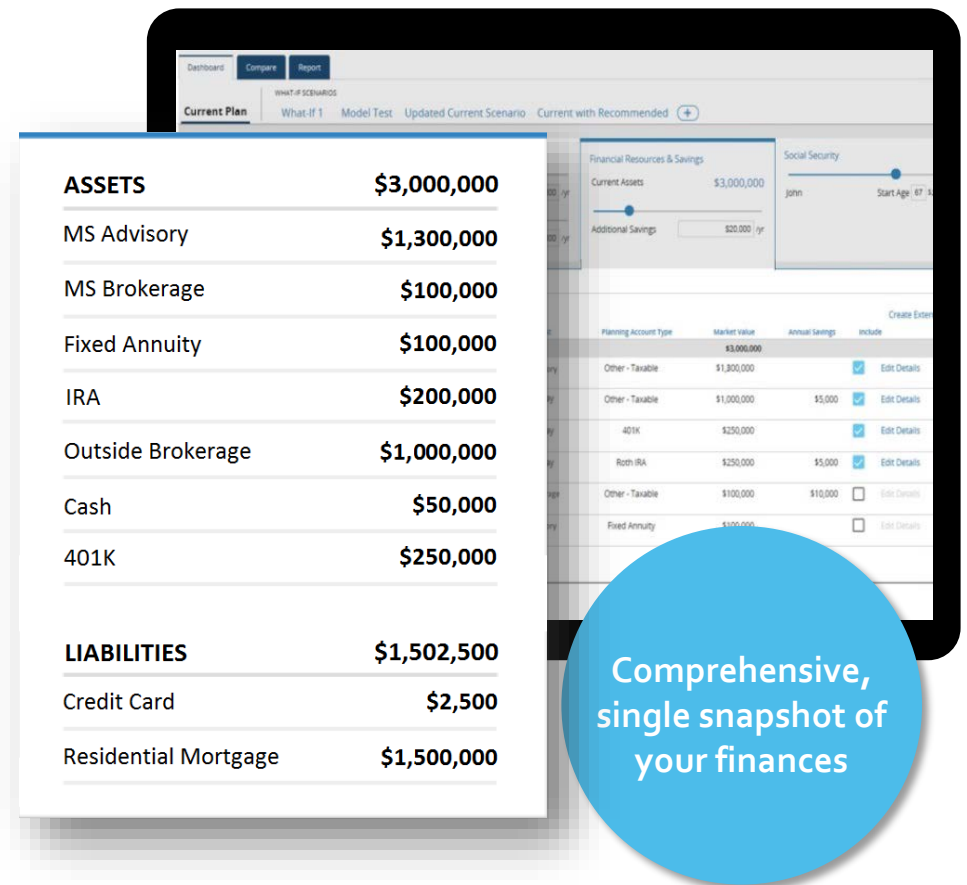 Dashboard Compare Report
WHAT-IF SCENARIOS
Current Plan What-If 1 Model Test Updated Current Scenario Current with Recommended +
ASSETS $3,000,000
MS Advisory $1,300,000
MS Brokerage $100,000
Fixed Annuity $100,000
IRA $200,000
Outside Brokerage $1,000,000
Cash $50,000
401K $250,000
LIABILITIES $1,502,500
Credit Card $2,500
Residential Mortgage $1,500,000
Financial Resources & Savings
Current Assets $3,000,000
/yr Additional Savings $20,000 /yr
Social Security
John Start Age 67
Planning Account Type Market Value Annual Savings Include
$3,000,000
Other - Taxable $1,300,000 Edit Details
Other - Taxable $1,000,000 $5,000 Edit Details
401K $250,000 Edit Details
Roth IRA $250,000 $5,000 Edit Details
Other - Taxable $100,000 $10,000 Edit Details
Fixed Annuity $100,000 Edit Details
Comprehensive,
single snapshot of
your finances